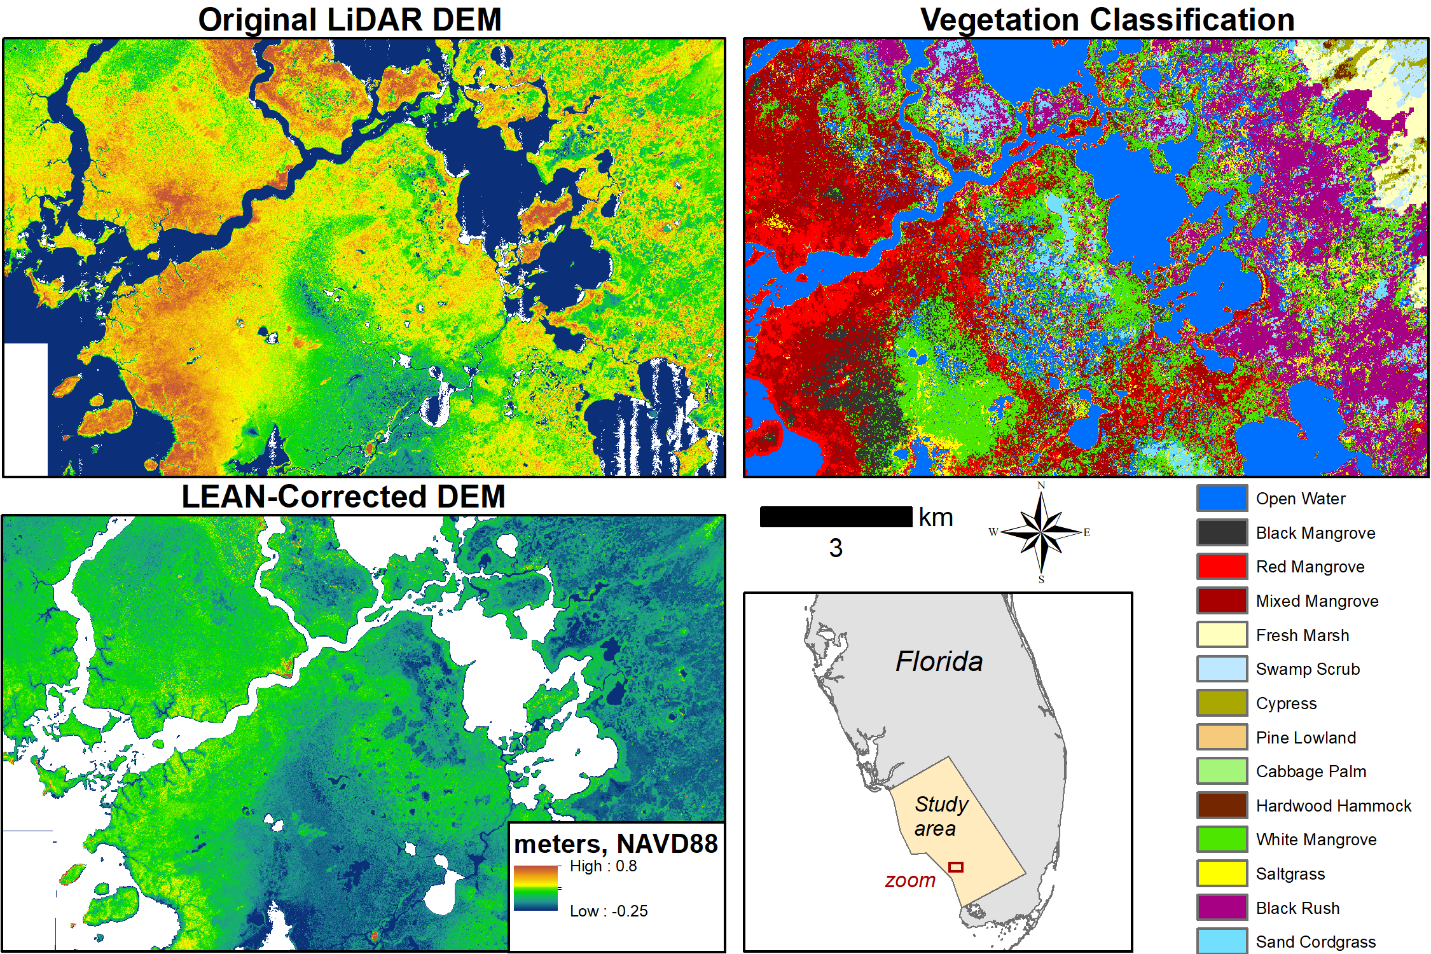 Original LiDAR DEM
Vegetation Classification
LEAN-Corrected DEM
meters, NAVD88
High : 0.8
Low : -0.25
km
3
N
W
E
S
Florida
Study
area
zoom
Open Water
Black Mangrove
Red Mangrove
Mixed Mangrove
Fresh Marsh
Swamp Scrub
Cypress
Pine Lowland
Cabbage Palm
Hardwood Hammock
White Mangrove
Saltgrass
Black Rush
Sand Cordgrass